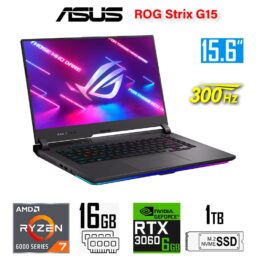 ASUS ROG Strix G15
15.6"
300Hz
AMD
RYZEN
6000 SERIES 7
16GB
NVIDIA
GEFORCE
RTX
3060 6GB
1TB
M.2
NVME SSD